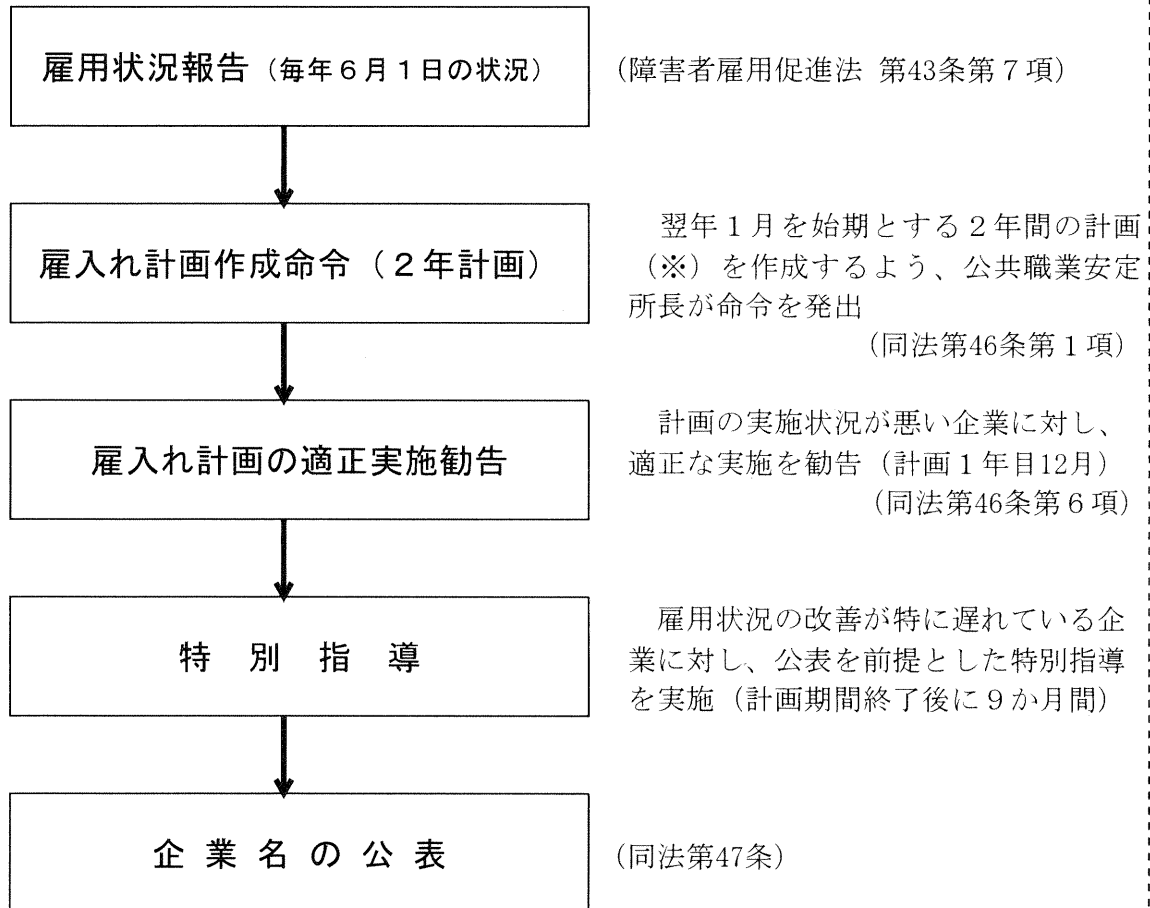 雇用状況報告（毎年６月１日の状況）
（障害者雇用促進法 第43条第７項）
雇入れ計画作成命令（２年計画）
翌年１月を始期とする２年間の計画
（※）を作成するよう、公共職業安定
所長が命令を発出
（同法第46条第１項）
雇入れ計画の適正実施勧告
計画の実施状況が悪い企業に対し、
適正な実施を勧告（計画１年目12月）
（同法第46条第６項）
特　別　指　導
雇用状況の改善が特に遅れている企
業に対し、公表を前提とした特別指導
を実施（計画期間終了後に９か月間）
企 業 名 の 公 表
（同法第47条）